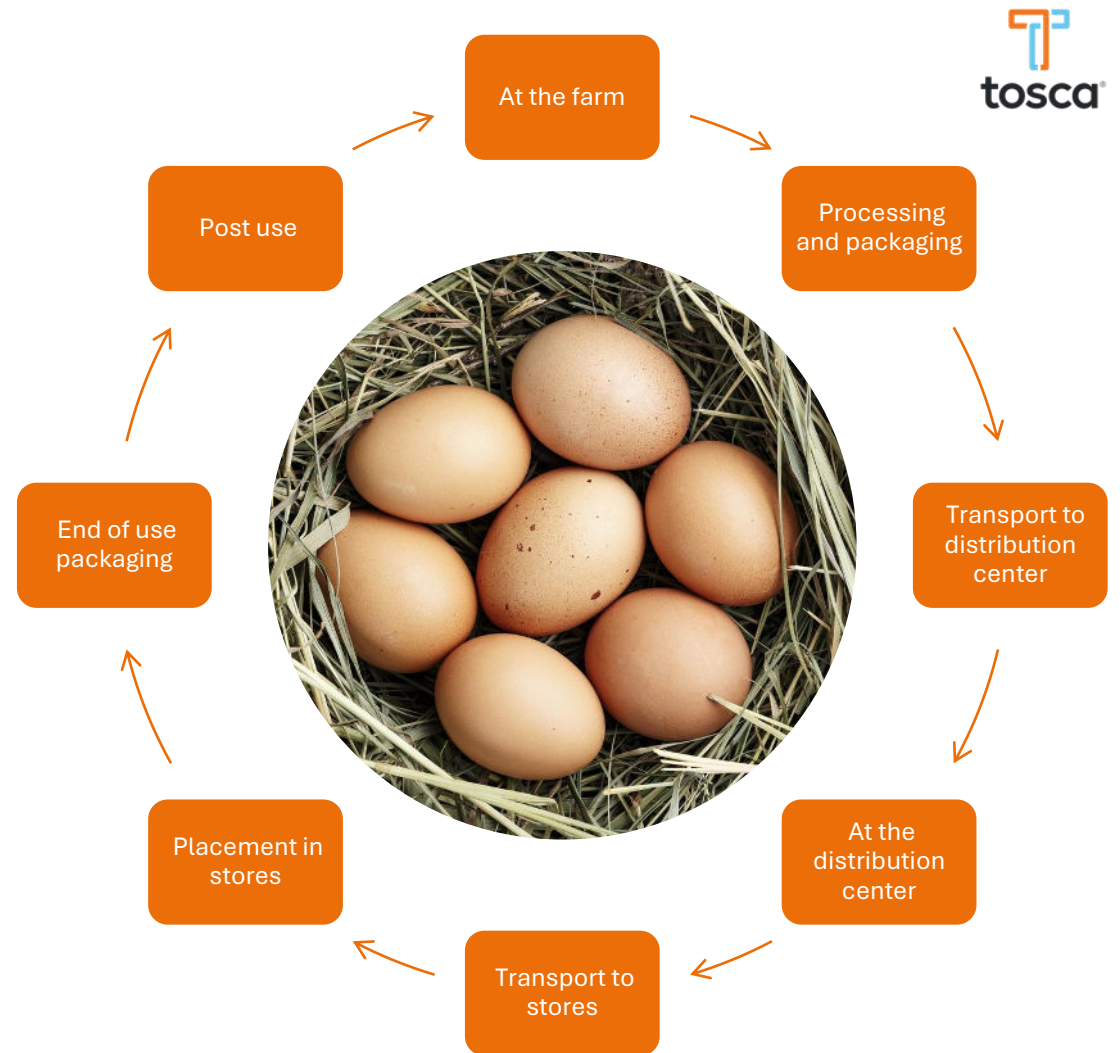 tosca
At the farm
Processing
and packaging
Transport to
distribution
center
At the
distribution
center
Transport to
stores
Placement in
stores
End of use
packaging
Post use